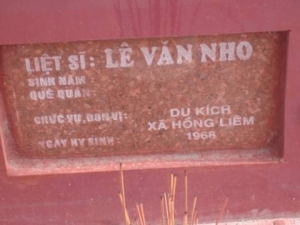 LIỆT SĨ: LÊ VĂN NHO
SINH NĂM:
QUÊ QUÁN:
CHỨC VỤ, ĐƠN VỊ: DU KÍCH
XÃ HỒNG LIÊM
NGÀY HY SINH: 1968